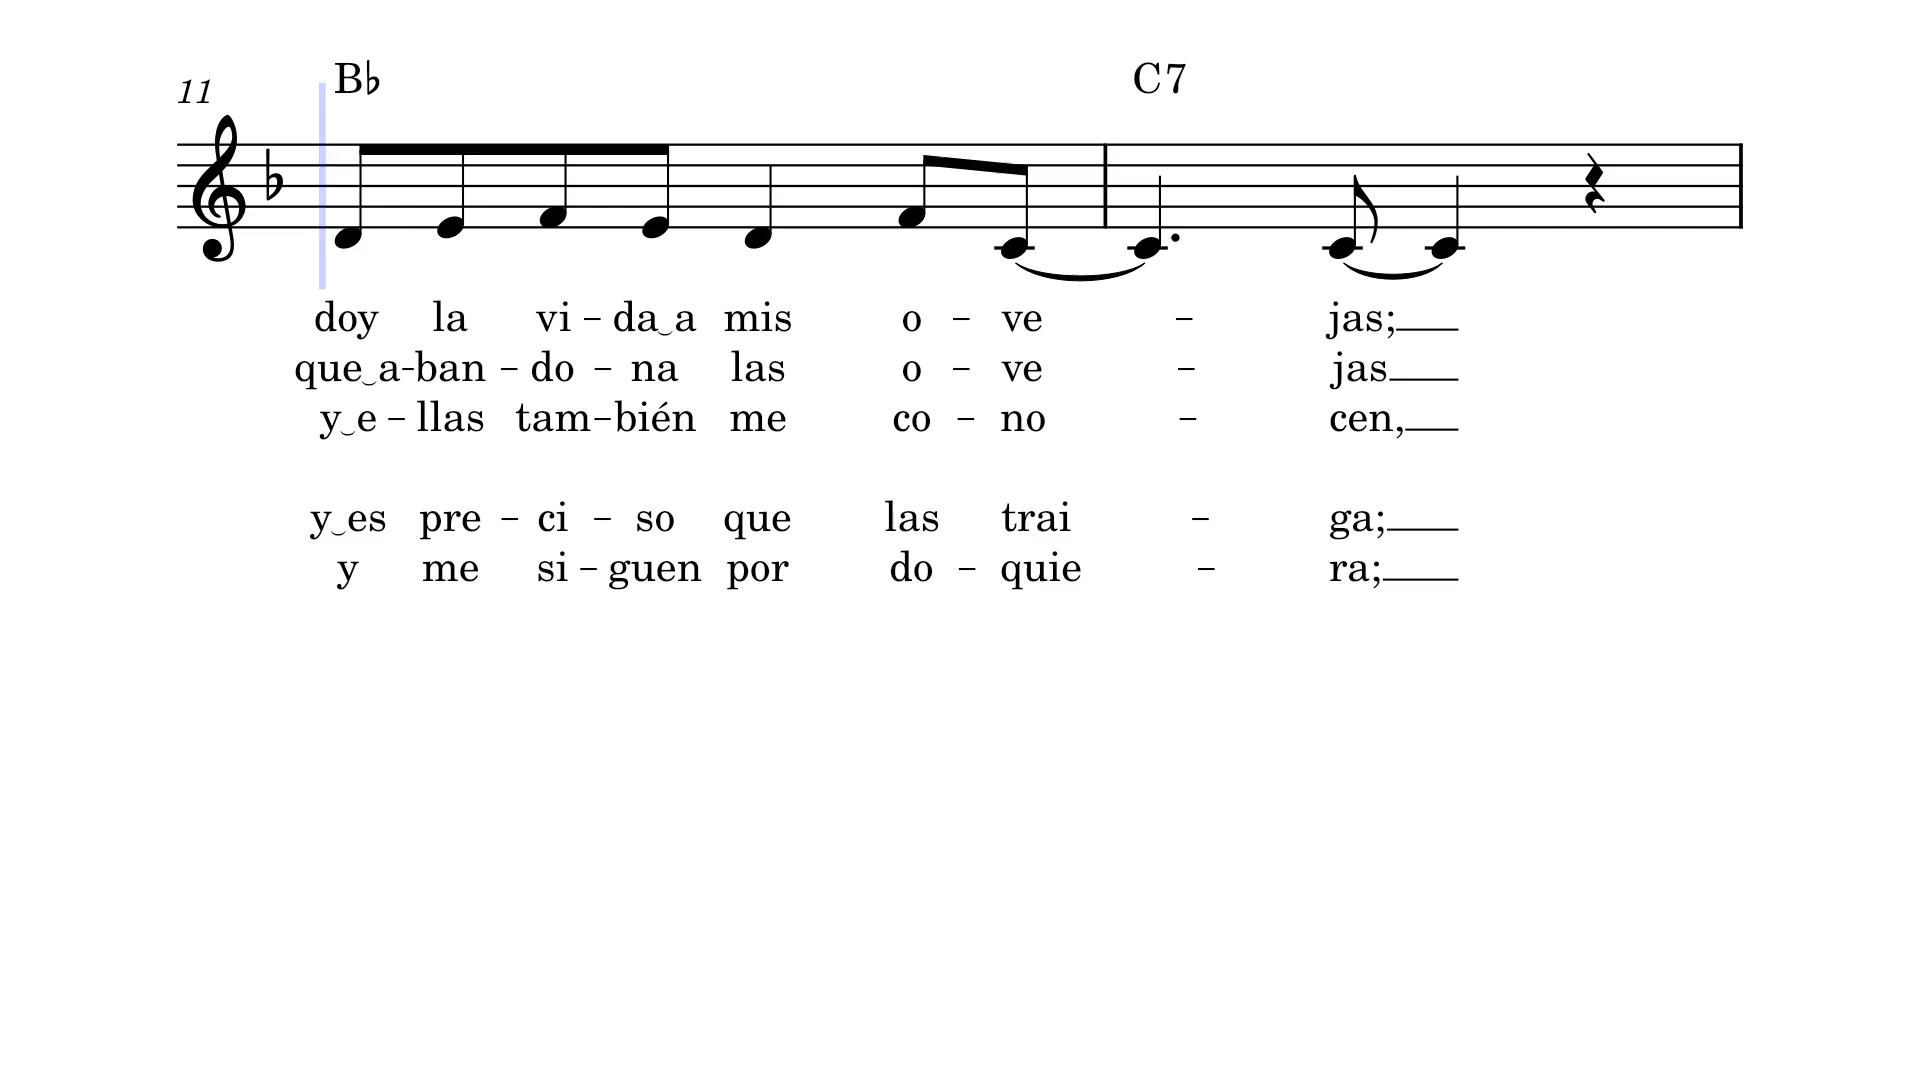 11 B♭ C7
doy la vi – da‿a mis o – ve – jas;
que‿a – ban – do – na las o – ve – jas
y‿e – llas tam – bién me co – no – cen,
y‿es pre – ci – so que las trai – ga;
y me si – guen por do – quie – ra;